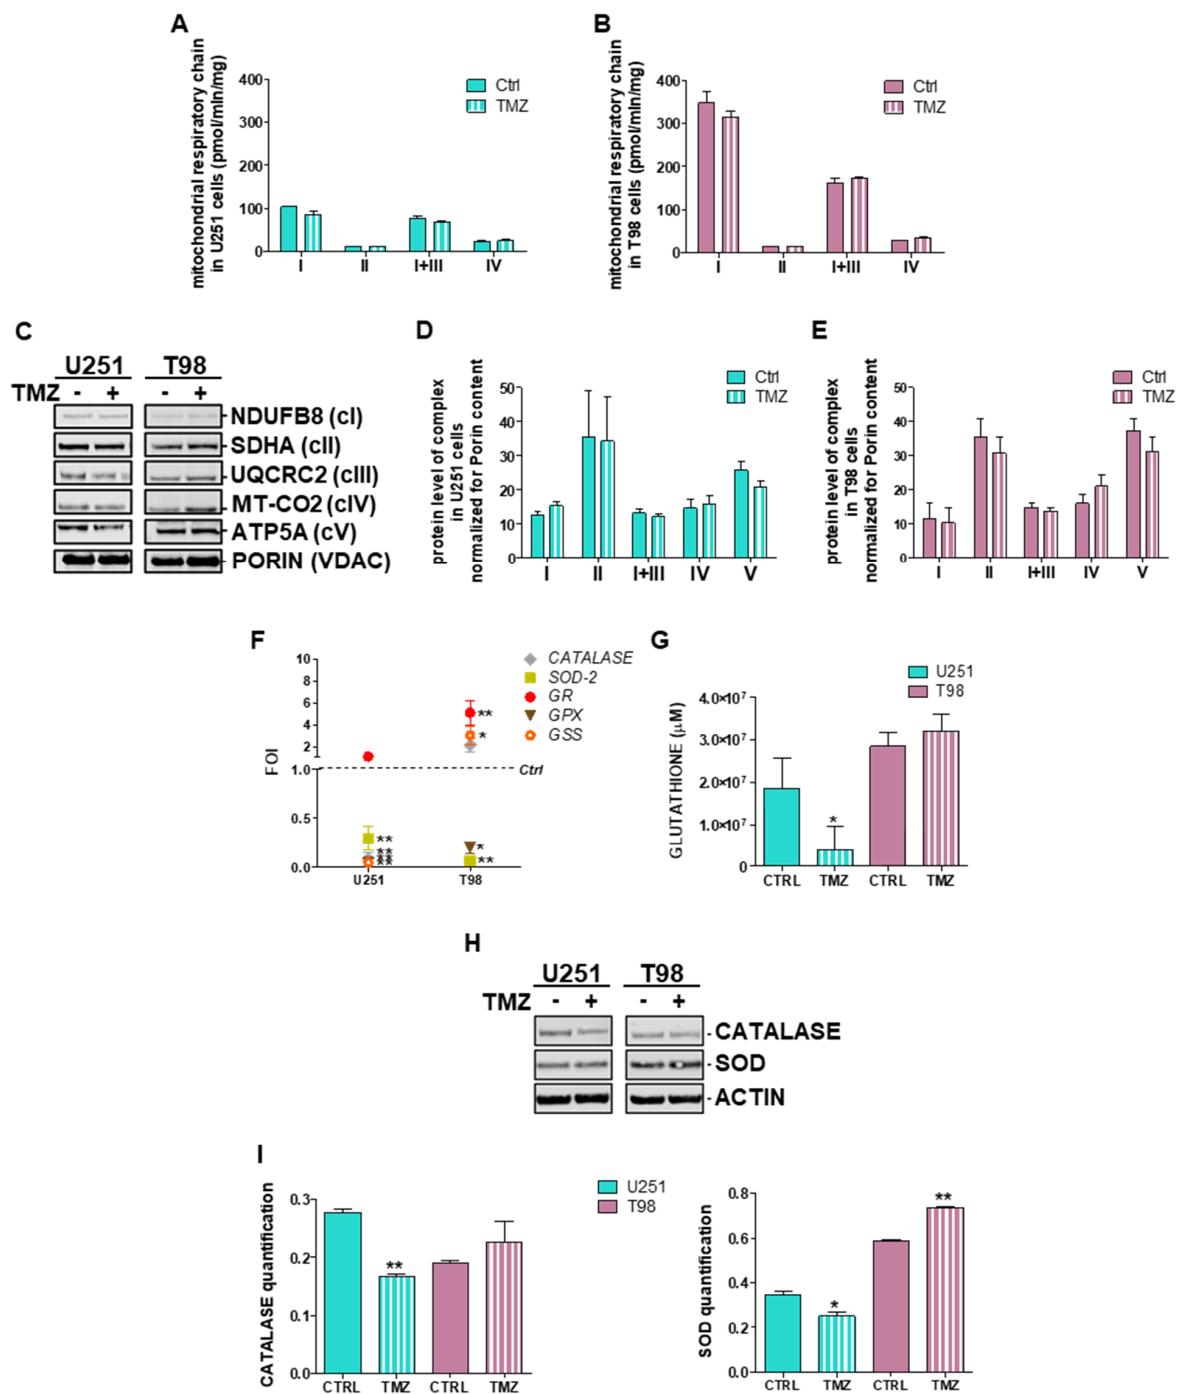 A
mitochondrial respiratory chain
in U251 cells (pmol/mln/mg)
400
300
200
100
0
I II I+III IV
Ctrl
TMZ
B
mitochondrial respiratory chain
in T98 cells (pmol/mln/mg)
400
300
200
100
0
I II I+III IV
Ctrl
TMZ
C
U251 T98
TMZ - + - +
-NDUFB8 (cI)
-SDHA (cII)
-UQCRC2 (cIII)
-MT-CO2 (cIV)
-ATP5A (cV)
-PORIN (VDAC)
D
protein level of complex
in U251 cells
normalized for Porin content
50
40
30
20
10
0
I II I+III IV V
Ctrl
TMZ
E
protein level of complex
in T98 cells
normalized for Porin content
50
40
30
20
10
0
I II I+III IV V
Ctrl
TMZ
F
FOI
10
8
6
4
2
1.0
0.5
0.0
** 
*
Ctrl
**
**
**
**
*
**
U251 T98
CATALASE
SOD-2
GR
GPX
GSS
G
GLUTATHIONE (µM)
4.0×10⁷
3.0×10⁷
2.0×10⁷
1.0×10⁷
0
*
CTRL TMZ CTRL TMZ
U251
T98
H
U251 T98
TMZ - + - +
-CATALASE
-SOD
-ACTIN
I
CATALASE quantification
0.3
0.2
0.1
0.0
**
CTRL TMZ CTRL TMZ
U251
T98
SOD quantification
0.8
0.6
0.4
0.2
0.0
*
**
CTRL TMZ CTRL TMZ